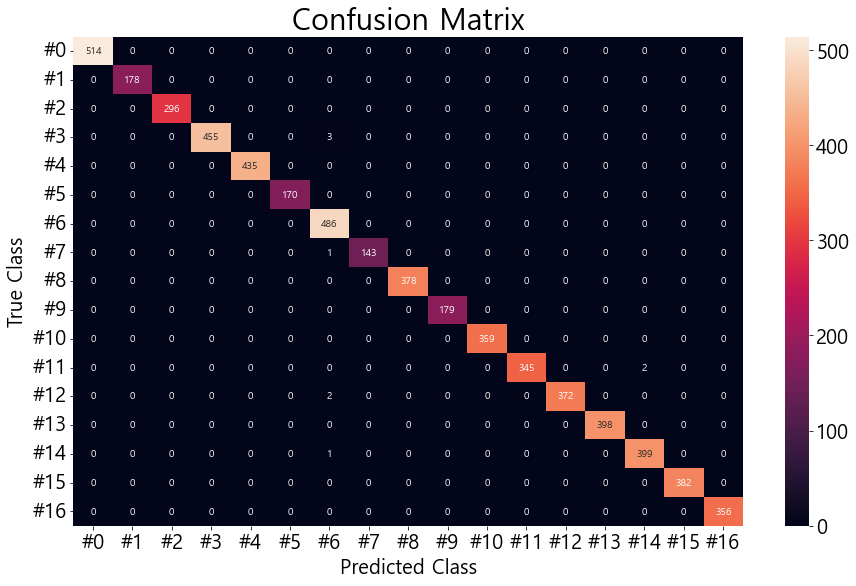 Confusion Matrix
#0 514 0 0 0 0 0 0 0 0 0 0 0 0 0 0 0 0
#1 0 178 0 0 0 0 0 0 0 0 0 0 0 0 0 0 0
#2 0 0 296 0 0 0 0 0 0 0 0 0 0 0 0 0 0
#3 0 0 0 455 0 0 3 0 0 0 0 0 0 0 0 0 0
#4 0 0 0 0 435 0 0 0 0 0 0 0 0 0 0 0 0
#5 0 0 0 0 0 170 0 0 0 0 0 0 0 0 0 0 0
#6 0 0 0 0 0 0 486 0 0 0 0 0 0 0 0 0 0
#7 0 0 0 0 0 0 1 143 0 0 0 0 0 0 0 0 0
#8 0 0 0 0 0 0 0 0 378 0 0 0 0 0 0 0 0
#9 0 0 0 0 0 0 0 0 0 179 0 0 0 0 0 0 0
#10 0 0 0 0 0 0 0 0 0 0 359 0 0 0 0 0 0
#11 0 0 0 0 0 0 0 0 0 0 0 345 0 0 2 0 0
#12 0 0 0 0 0 0 2 0 0 0 0 0 372 0 0 0 0
#13 0 0 0 0 0 0 0 0 0 0 0 0 0 398 0 0 0
#14 0 0 0 0 0 0 1 0 0 0 0 0 0 0 399 0 0
#15 0 0 0 0 0 0 0 0 0 0 0 0 0 0 0 382 0
#16 0 0 0 0 0 0 0 0 0 0 0 0 0 0 0 0 356
#0 #1 #2 #3 #4 #5 #6 #7 #8 #9 #10 #11 #12 #13 #14 #15 #16
Predicted Class
True Class
500
400
300
200
100
0